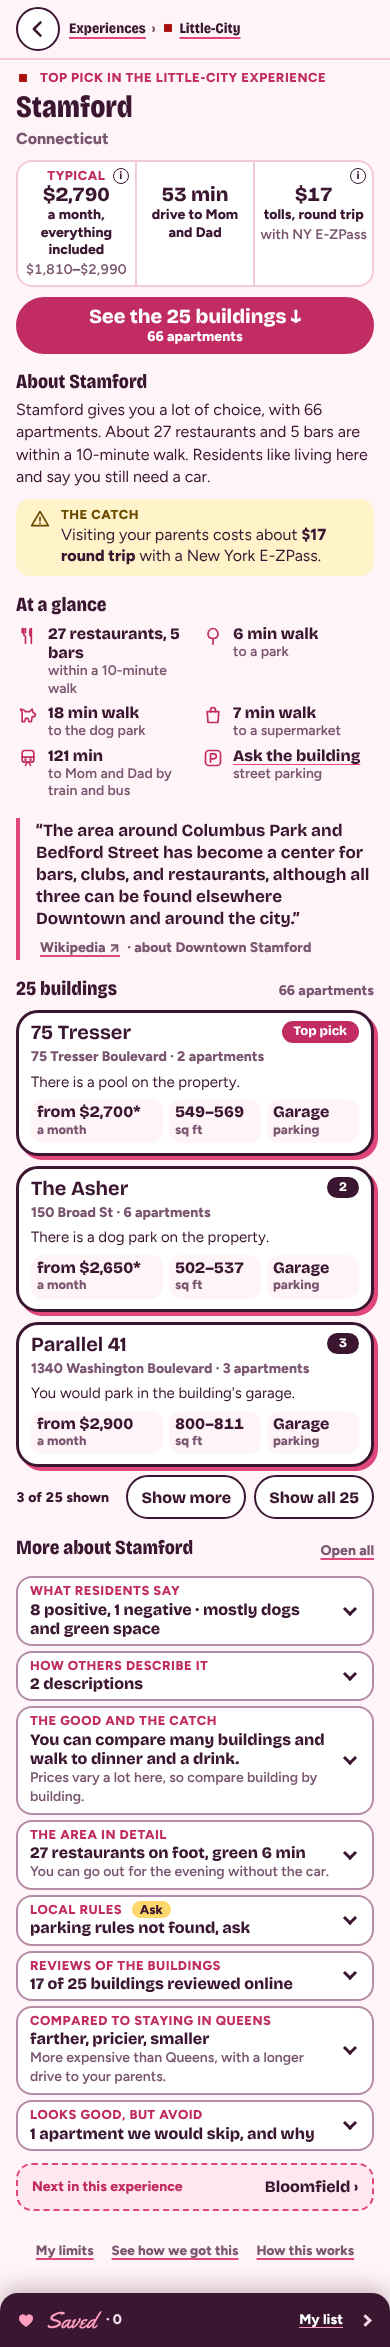 Experiences › Little-City
TOP PICK IN THE LITTLE-CITY EXPERIENCE
Stamford
Connecticut
TYPICAL
$2,790
a month,
everything
included
$1,810–$2,990
53 min
drive to Mom
and Dad
$17
tolls, round trip
with NY E-ZPass
See the 25 buildings ↓
66 apartments
About Stamford
Stamford gives you a lot of choice, with 66
apartments. About 27 restaurants and 5 bars are
within a 10-minute walk. Residents like living here
and say you still need a car.
THE CATCH
Visiting your parents costs about $17
round trip with a New York E-ZPass.
At a glance
27 restaurants, 5
bars
within a 10-minute
walk
6 min walk
to a park
18 min walk
to the dog park
7 min walk
to a supermarket
121 min
to Mom and Dad by
train and bus
Ask the building
street parking
“The area around Columbus Park and
Bedford Street has become a center for
bars, clubs, and restaurants, although all
three can be found elsewhere
Downtown and around the city.”
Wikipedia ↗ · about Downtown Stamford
25 buildings
66 apartments
75 Tresser
Top pick
75 Tresser Boulevard · 2 apartments
There is a pool on the property.
from $2,700*
a month
549–569
sq ft
Garage
parking
The Asher
2
150 Broad St · 6 apartments
There is a dog park on the property.
from $2,650*
a month
502–537
sq ft
Garage
parking
Parallel 41
3
1340 Washington Boulevard · 3 apartments
You would park in the building's garage.
from $2,900
a month
800–811
sq ft
Garage
parking
3 of 25 shown
Show more
Show all 25
More about Stamford
Open all
WHAT RESIDENTS SAY
8 positive, 1 negative · mostly dogs
and green space
HOW OTHERS DESCRIBE IT
2 descriptions
THE GOOD AND THE CATCH
You can compare many buildings and
walk to dinner and a drink.
Prices vary a lot here, so compare building by
building.
THE AREA IN DETAIL
27 restaurants on foot, green 6 min
You can go out for the evening without the car.
LOCAL RULES Ask
parking rules not found, ask
REVIEWS OF THE BUILDINGS
17 of 25 buildings reviewed online
COMPARED TO STAYING IN QUEENS
farther, pricier, smaller
More expensive than Queens, with a longer
drive to your parents.
LOOKS GOOD, BUT AVOID
1 apartment we would skip, and why
Next in this experience
Bloomfield ›
My limits
See how we got this
How this works
Saved · 0
My list